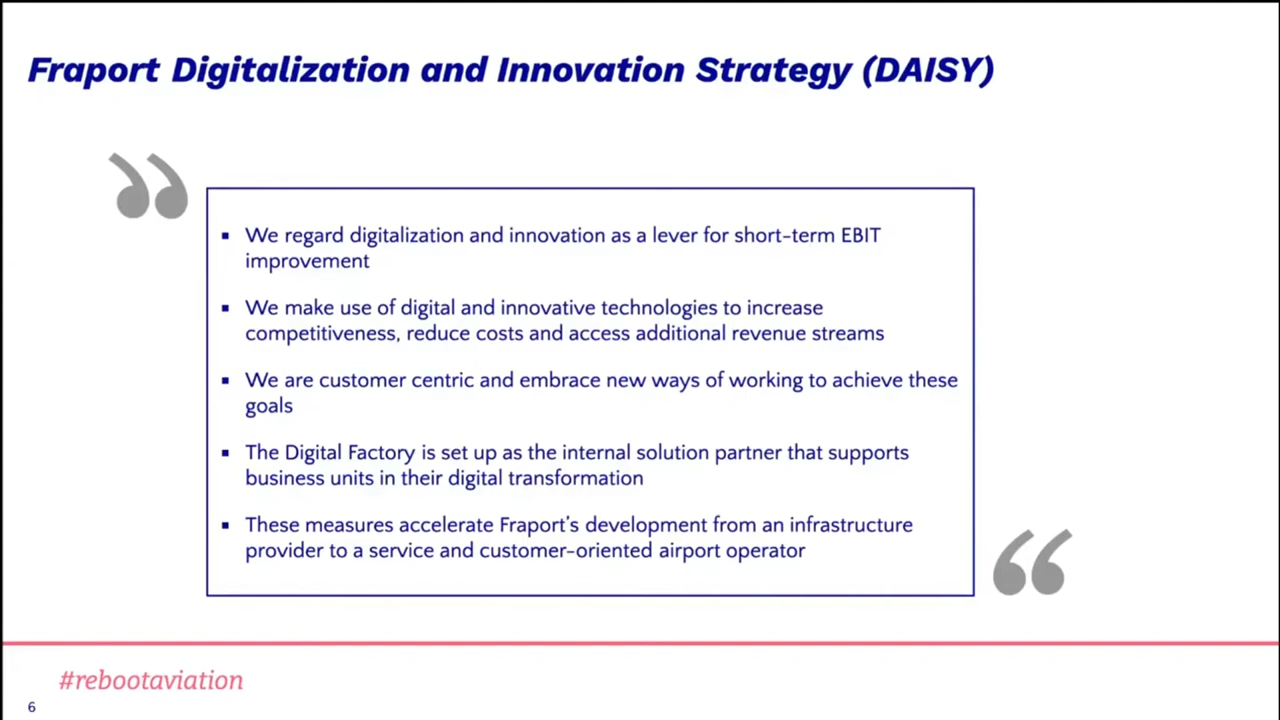 Fraport Digitalization and Innovation Strategy (DAISY)
▪ We regard digitalization and innovation as a lever for short-term EBIT
improvement
▪ We make use of digital and innovative technologies to increase
competitiveness, reduce costs and access additional revenue streams
▪ We are customer centric and embrace new ways of working to achieve these
goals
▪ The Digital Factory is set up as the internal solution partner that supports
business units in their digital transformation
▪ These measures accelerate Fraport's development from an infrastructure
provider to a service and customer-oriented airport operator
#rebootaviation
6